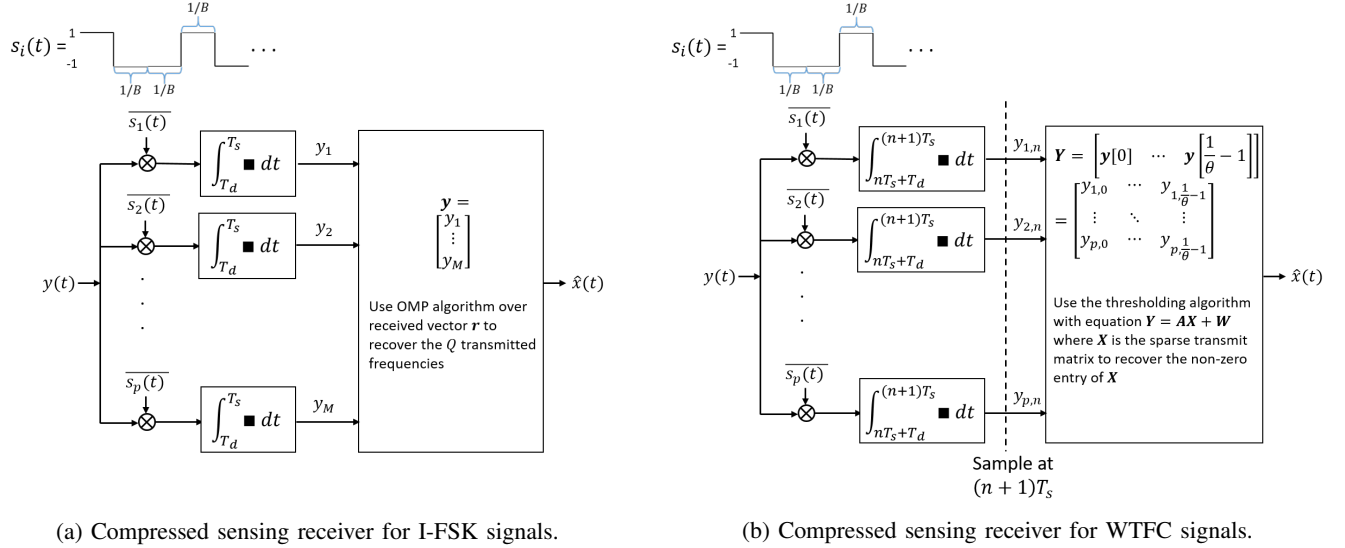 1/B
s_i(t) = 1 -1 . . .
1/B 1/B
\overline{s_1(t)}
∫_{T_d}^{T_s} ■ dt
y_1
\overline{s_2(t)}
∫_{T_d}^{T_s} ■ dt
y_2
y(t)
.
.
.
\overline{s_p(t)}
∫_{T_d}^{T_s} ■ dt
y_M
y =
[y_1
⋮
y_M]
Use OMP algorithm over
received vector r to
recover the Q transmitted
frequencies
x̂(t)
(a) Compressed sensing receiver for I-FSK signals.
1/B
s_i(t) = 1 -1 . . .
1/B 1/B
\overline{s_1(t)}
∫_{nT_s+T_d}^{(n+1)T_s} ■ dt
y_{1,n}
\overline{s_2(t)}
∫_{nT_s+T_d}^{(n+1)T_s} ■ dt
y_{2,n}
y(t)
.
.
.
\overline{s_p(t)}
∫_{nT_s+T_d}^{(n+1)T_s} ■ dt
y_{p,n}
Sample at
(n + 1)T_s
Y = [y[0] ⋯ y[1/θ − 1]]
= [y_{1,0} ⋯ y_{1,1/θ−1}
⋮ ⋱ ⋮
y_{p,0} ⋯ y_{p,1/θ−1}]
Use the thresholding algorithm
with equation Y = AX + W
where X is the sparse transmit
matrix to recover the non-zero
entry of X
x̂(t)
(b) Compressed sensing receiver for WTFC signals.